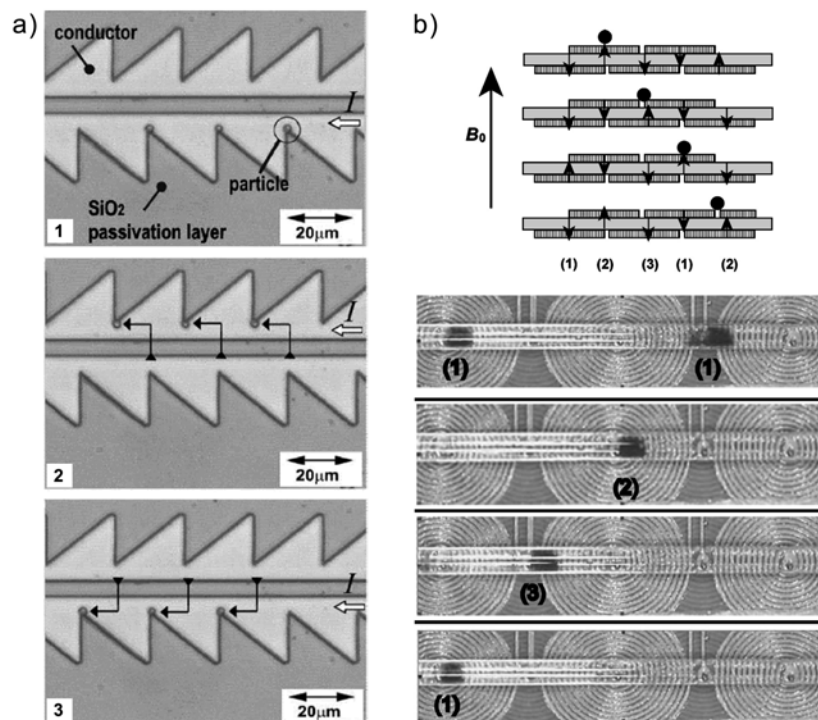 a)
conductor
I
particle
SiO2
passivation layer
20μm
1
I
20μm
2
I
20μm
3
b)
B0
(1) (2) (3) (1) (2)
(1) (1)
(2)
(3)
(1)